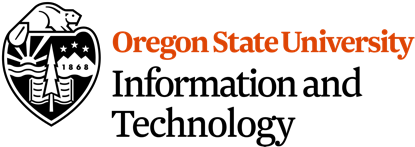 Oregon State University
1868
Information and
Technology